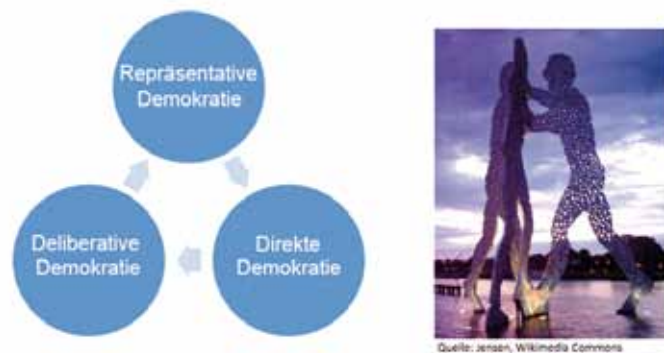 Repräsentative
Demokratie
Deliberative
Demokratie
Direkte
Demokratie
Quelle: Jensen, Wikimedia Commons